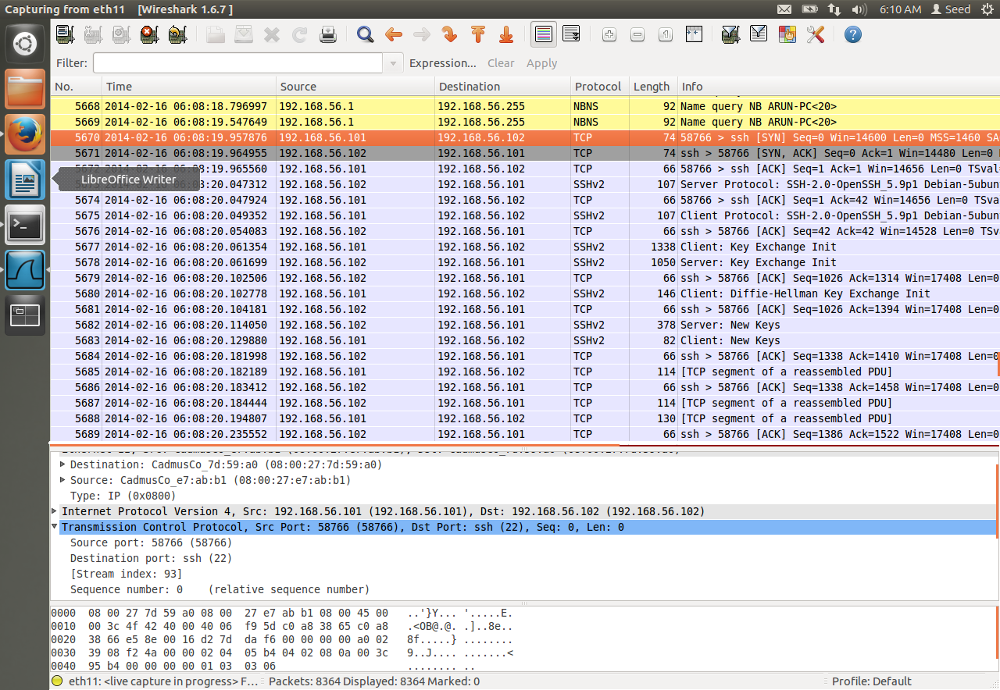 Capturing from eth11 [Wireshark 1.6.7 ] 6:10 AM Seed
Filter: Expression... Clear Apply
No. Time Source Destination Protocol Length Info
5668 2014-02-16 06:08:18.796997 192.168.56.1 192.168.56.255 NBNS 92 Name query NB ARUN-PC<20>
5669 2014-02-16 06:08:19.547649 192.168.56.1 192.168.56.255 NBNS 92 Name query NB ARUN-PC<20>
5670 2014-02-16 06:08:19.957876 192.168.56.101 192.168.56.102 TCP 74 58766 > ssh [SYN] Seq=0 Win=14600 Len=0 MSS=1460 SA
5671 2014-02-16 06:08:19.964955 192.168.56.102 192.168.56.101 TCP 74 ssh > 58766 [SYN, ACK] Seq=0 Ack=1 Win=14480 Len=0
5672 2014-02-16 06:08:19.965560 192.168.56.101 192.168.56.102 TCP 66 58766 > ssh [ACK] Seq=1 Ack=1 Win=14656 Len=0 TSval=
LibreOffice Writer
3:20.047312 192.168.56.102 192.168.56.101 SSHv2 107 Server Protocol: SSH-2.0-OpenSSH_5.9p1 Debian-5ubun
5674 2014-02-16 06:08:20.047924 192.168.56.101 192.168.56.102 TCP 66 58766 > ssh [ACK] Seq=1 Ack=42 Win=14656 Len=0 TSva
5675 2014-02-16 06:08:20.049352 192.168.56.101 192.168.56.102 SSHv2 107 Client Protocol: SSH-2.0-OpenSSH_5.9p1 Debian-5ubun
5676 2014-02-16 06:08:20.054083 192.168.56.102 192.168.56.101 TCP 66 ssh > 58766 [ACK] Seq=42 Ack=42 Win=14528 Len=0 TSv
5677 2014-02-16 06:08:20.061354 192.168.56.101 192.168.56.102 SSHv2 1338 Client: Key Exchange Init
5678 2014-02-16 06:08:20.061699 192.168.56.102 192.168.56.101 SSHv2 1050 Server: Key Exchange Init
5679 2014-02-16 06:08:20.102506 192.168.56.102 192.168.56.101 TCP 66 ssh > 58766 [ACK] Seq=1026 Ack=1314 Win=17408 Len=0
5680 2014-02-16 06:08:20.102778 192.168.56.101 192.168.56.102 SSHv2 146 Client: Diffie-Hellman Key Exchange Init
5681 2014-02-16 06:08:20.104181 192.168.56.102 192.168.56.101 TCP 66 ssh > 58766 [ACK] Seq=1026 Ack=1394 Win=17408 Len=0
5682 2014-02-16 06:08:20.114050 192.168.56.102 192.168.56.101 SSHv2 378 Server: New Keys
5683 2014-02-16 06:08:20.129880 192.168.56.101 192.168.56.102 SSHv2 82 Client: New Keys
5684 2014-02-16 06:08:20.181998 192.168.56.102 192.168.56.101 TCP 66 ssh > 58766 [ACK] Seq=1338 Ack=1410 Win=17408 Len=0
5685 2014-02-16 06:08:20.182189 192.168.56.101 192.168.56.102 TCP 114 [TCP segment of a reassembled PDU]
5686 2014-02-16 06:08:20.183412 192.168.56.102 192.168.56.101 TCP 66 ssh > 58766 [ACK] Seq=1338 Ack=1458 Win=17408 Len=0
5687 2014-02-16 06:08:20.184444 192.168.56.102 192.168.56.101 TCP 114 [TCP segment of a reassembled PDU]
5688 2014-02-16 06:08:20.194807 192.168.56.101 192.168.56.102 TCP 130 [TCP segment of a reassembled PDU]
5689 2014-02-16 06:08:20.235552 192.168.56.102 192.168.56.101 TCP 66 ssh > 58766 [ACK] Seq=1386 Ack=1522 Win=17408 Len=0
Destination: CadmusCo_7d:59:a0 (08:00:27:7d:59:a0)
Source: CadmusCo_e7:ab:b1 (08:00:27:e7:ab:b1)
Type: IP (0x0800)
Internet Protocol Version 4, Src: 192.168.56.101 (192.168.56.101), Dst: 192.168.56.102 (192.168.56.102)
Transmission Control Protocol, Src Port: 58766 (58766), Dst Port: ssh (22), Seq: 0, Len: 0
Source port: 58766 (58766)
Destination port: ssh (22)
[Stream index: 93]
Sequence number: 0 (relative sequence number)
0000 08 00 27 7d 59 a0 08 00 27 e7 ab b1 08 00 45 00 ..'}Y... '.....E.
0010 00 3c 4f 42 40 00 40 06 f9 5d c0 a8 38 65 c0 a8 .<OB@.@. .]..8e..
0020 38 66 e5 8e 00 16 d2 7d da f6 00 00 00 00 a0 02 8f.....} ........
0030 39 08 f2 4a 00 00 02 04 05 b4 04 02 08 0a 00 3c 9..J.... .......<
0040 95 b4 00 00 00 00 01 03 03 06 ........ ..
eth11: <live capture in progress> F... Packets: 8364 Displayed: 8364 Marked: 0 Profile: Default